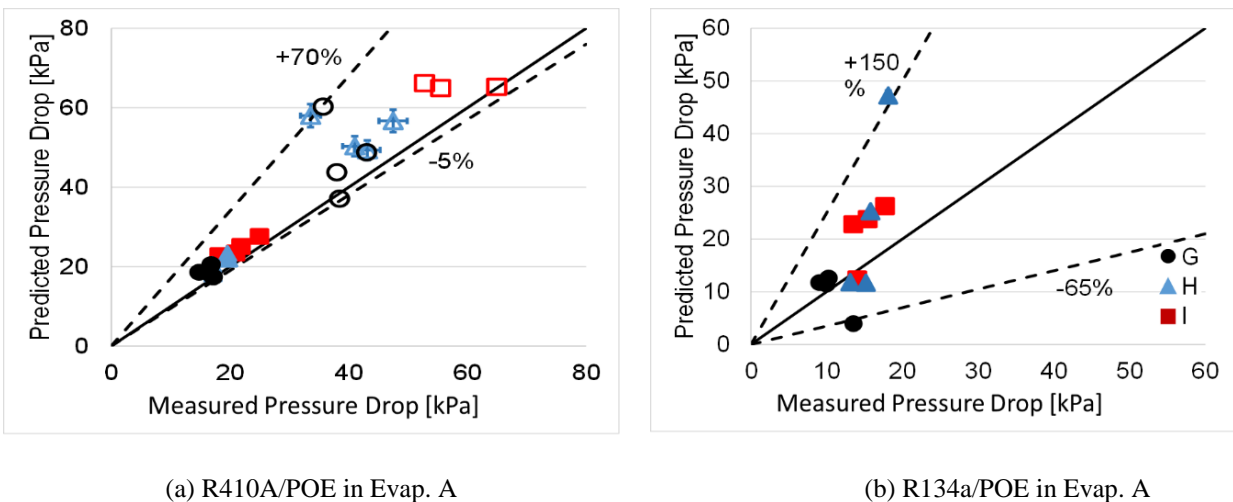 80
60
40
20
0
0 20 40 60 80
Predicted Pressure Drop [kPa]
Measured Pressure Drop [kPa]
+70%
-5%
60
50
40
30
20
10
0
0 10 20 30 40 50 60
Predicted Pressure Drop [kPa]
Measured Pressure Drop [kPa]
+150
%
-65%
G
H
I
(a) R410A/POE in Evap. A
(b) R134a/POE in Evap. A